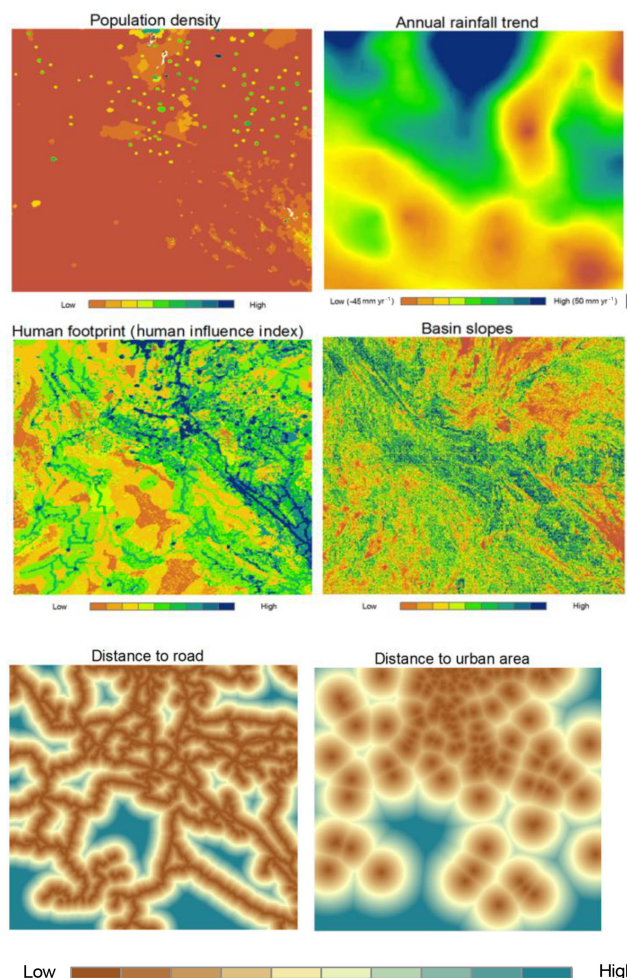 Population density
Annual rainfall trend
Low
High
Low (-45 mm yr⁻¹)
High (50 mm yr⁻¹)
Human footprint (human influence index)
Basin slopes
Low
High
Low
High
Distance to road
Distance to urban area
Low